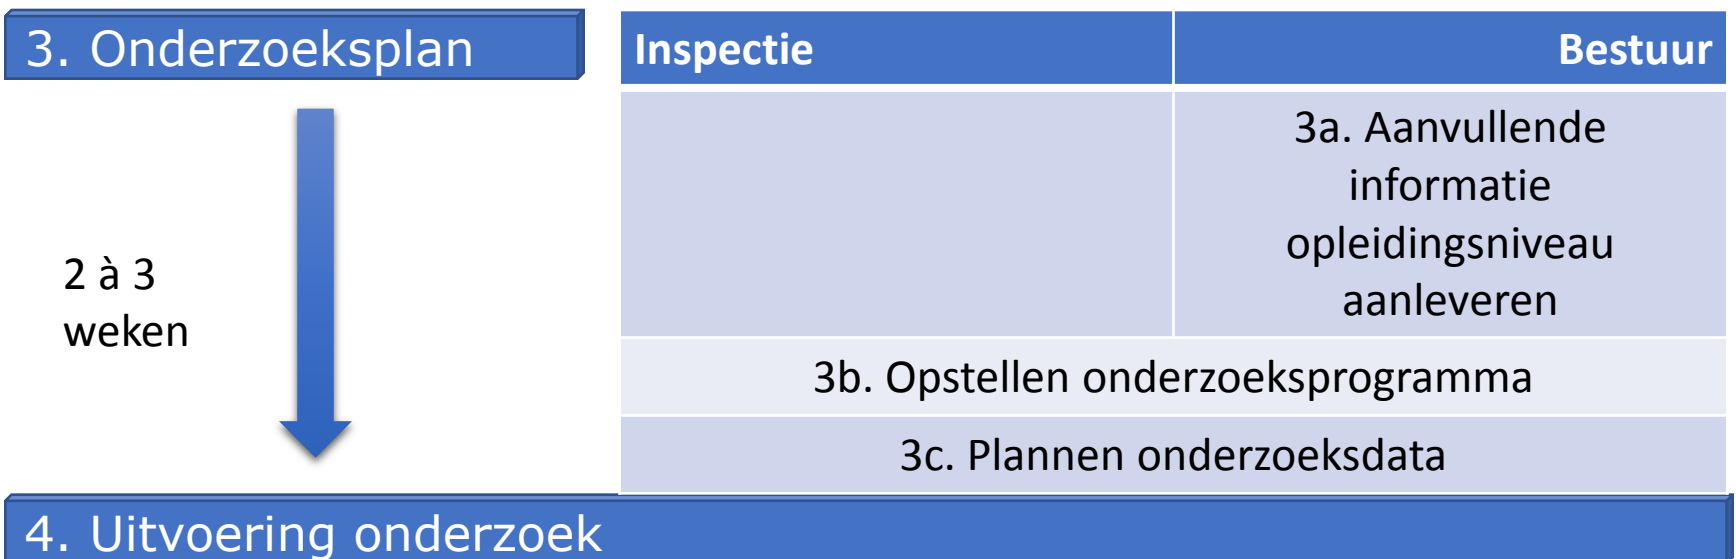 3. Onderzoeksplan
2 à 3
weken
Inspectie
Bestuur
3a. Aanvullende
informatie
opleidingsniveau
aanleveren
3b. Opstellen onderzoeksprogramma
3c. Plannen onderzoeksdata
4. Uitvoering onderzoek